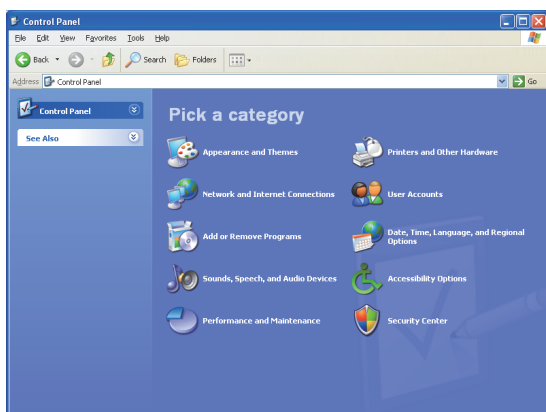 Control Panel
File Edit View Favorites Tools Help
Back Search Folders
Address Control Panel Go
Control Panel
See Also
Pick a category
Appearance and Themes
Printers and Other Hardware
Network and Internet Connections
User Accounts
Add or Remove Programs
Date, Time, Language, and Regional
Options
Sounds, Speech, and Audio Devices
Accessibility Options
Performance and Maintenance
Security Center